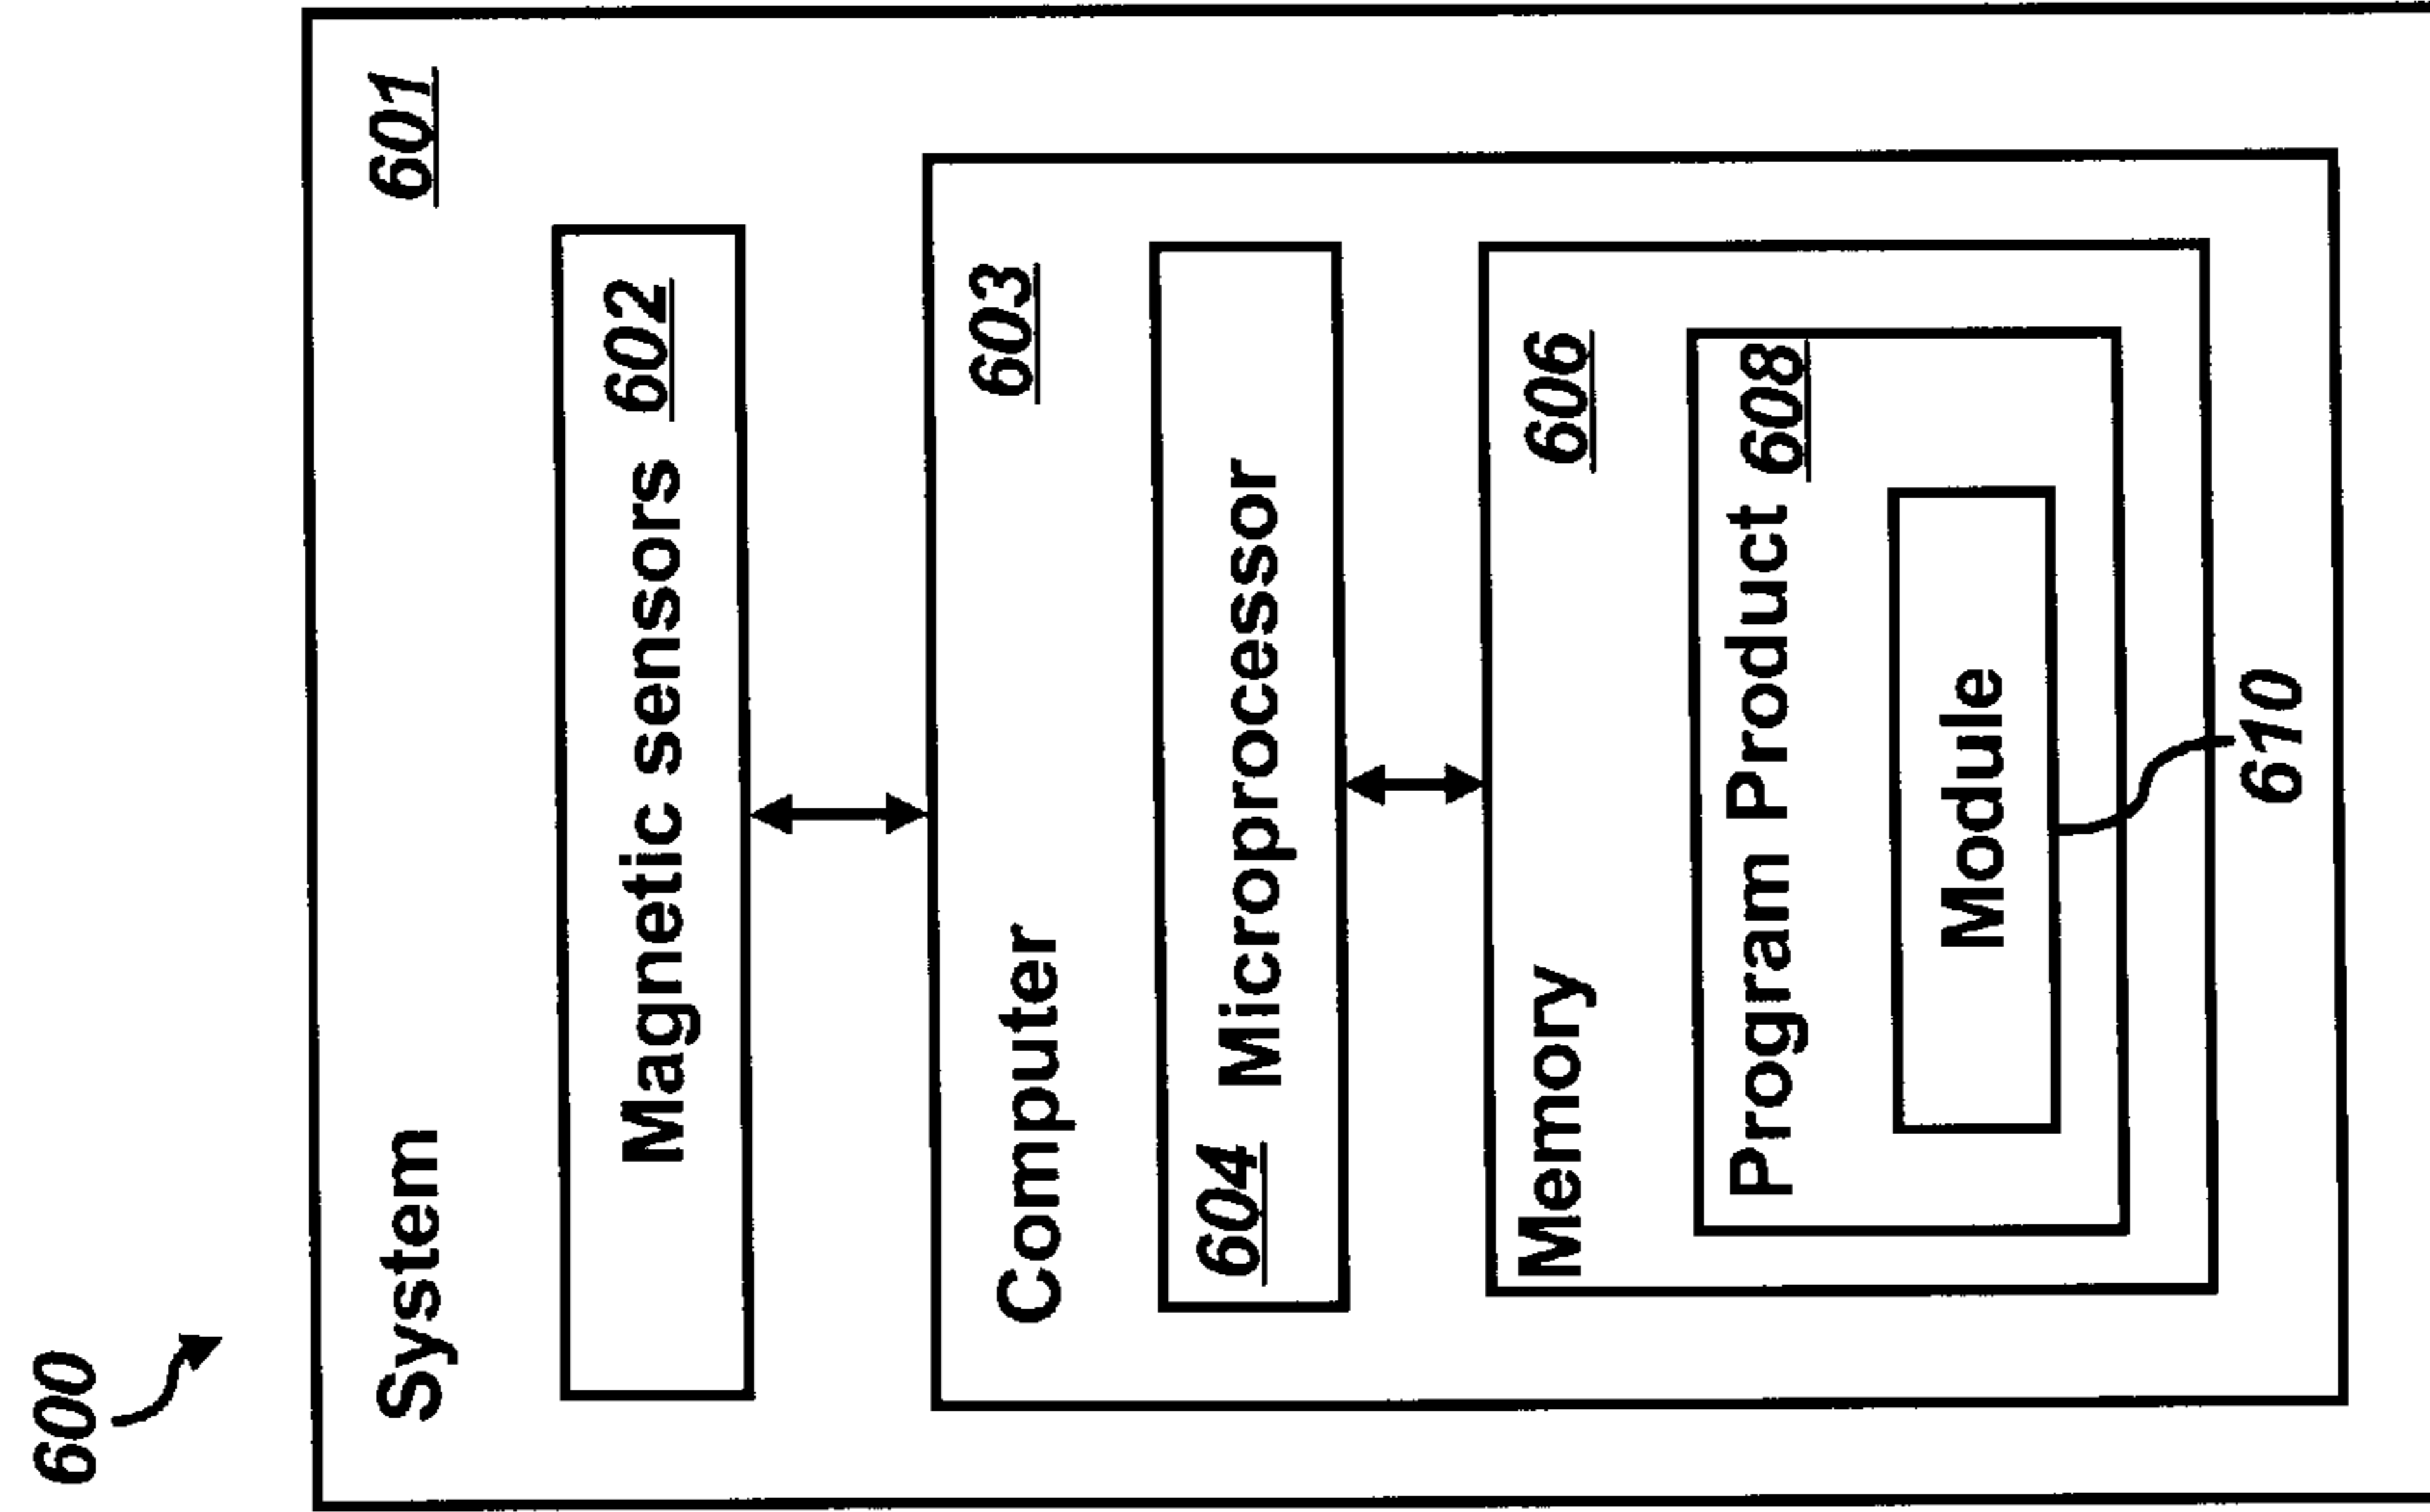 600
System 601
Magnetic sensors 602
Computer 603
604 Microprocessor
Memory 606
Program Product 608
Module
610